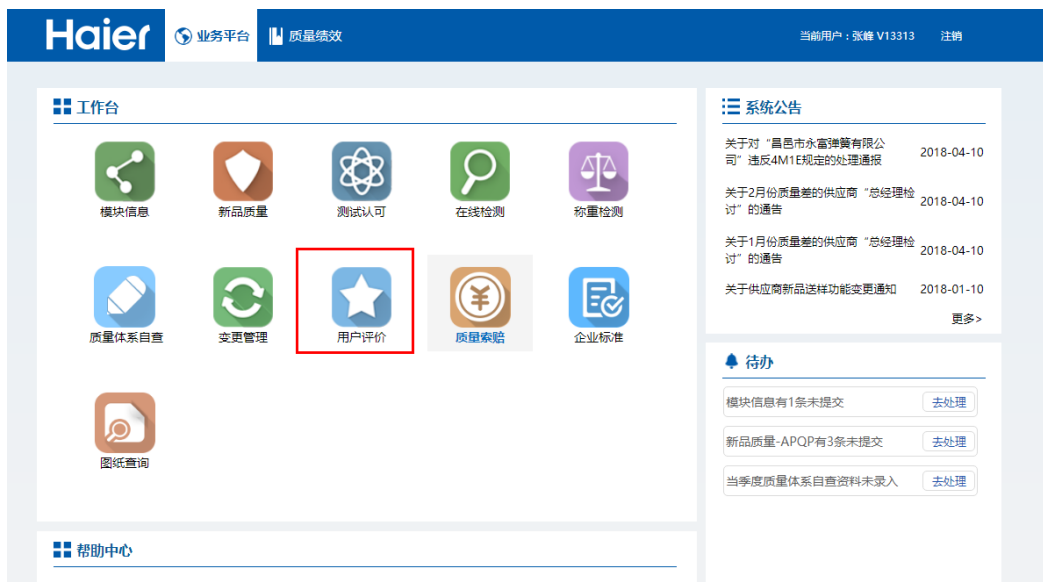 Haier
业务平台
质量绩效
当前用户：张峰 V13313 注销
工作台
模块信息
新品质量
测试认可
在线检测
称重检测
质量体系自查
变更管理
用户评价
质量索赔
企业标准
图纸查询
帮助中心
系统公告
关于对“昌邑市永富弹簧有限公
司”违反4M1E规定的处理通报
2018-04-10
关于2月份质量差的供应商“总经理检
讨”的通告
2018-04-10
关于1月份质量差的供应商“总经理检
讨”的通告
2018-04-10
关于供应商新品送样功能变更通知
2018-01-10
更多>
待办
模块信息有1条未提交
去处理
新品质量-APQP有3条未提交
去处理
当季度质量体系自查资料未录入
去处理